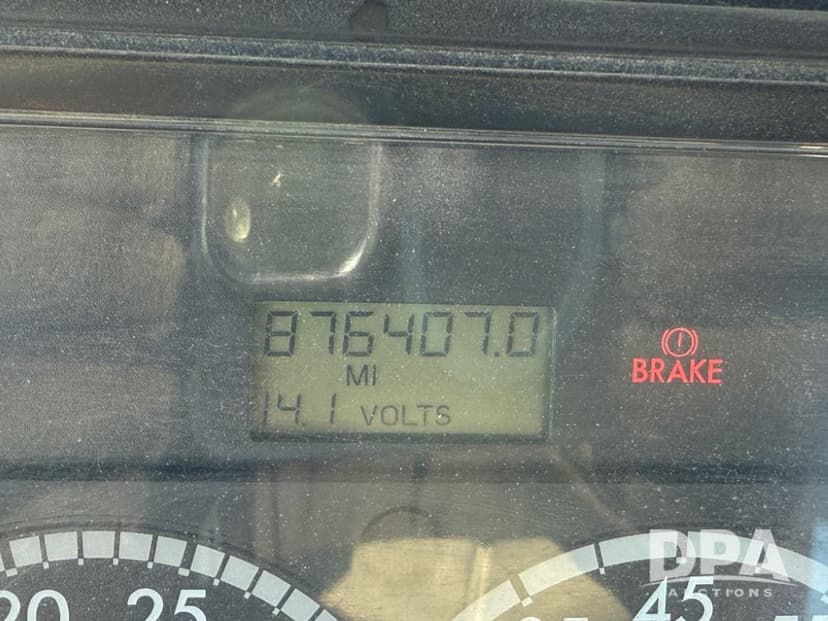 876407.0
MI
BRAKE
14.1 VOLTS
DPA
AUCTIONS
20 25
45